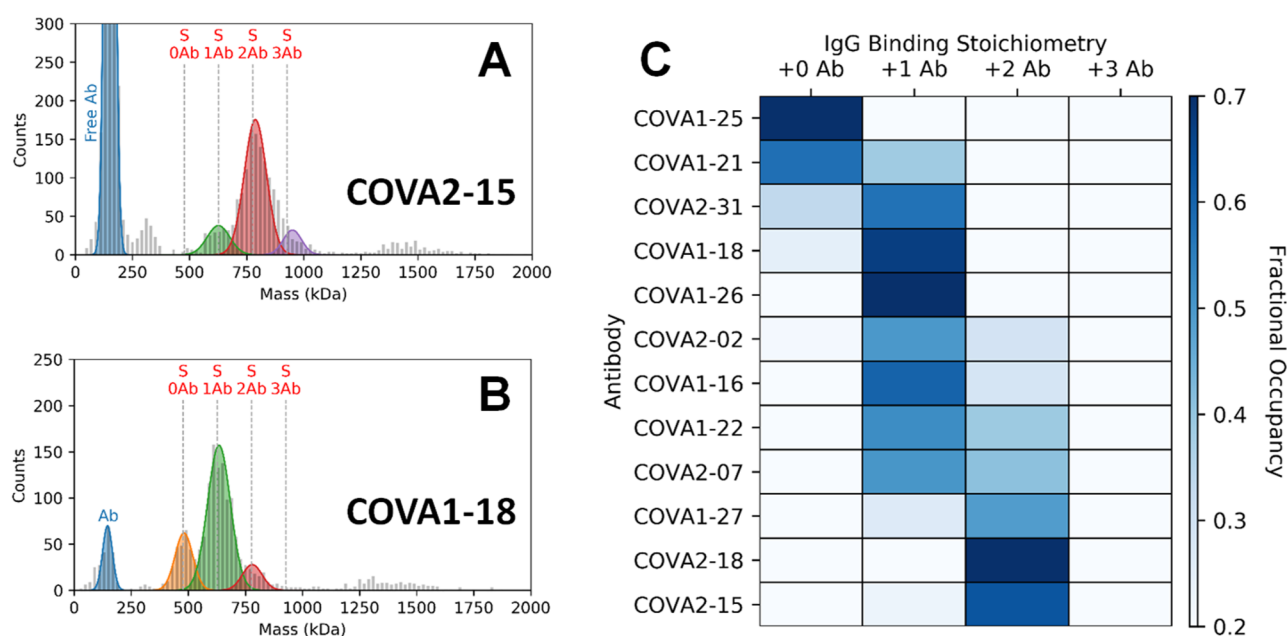 A
300
250
200
150
100
50
0
Counts
Free Ab
S S S S
0Ab 1Ab 2Ab 3Ab
COVA2-15
0 250 500 750 1000 1250 1500 1750 2000
Mass (kDa)
B
250
200
150
100
50
0
Counts
Ab
S S S S
0Ab 1Ab 2Ab 3Ab
COVA1-18
0 250 500 750 1000 1250 1500 1750 2000
Mass (kDa)
C
IgG Binding Stoichiometry
+0 Ab +1 Ab +2 Ab +3 Ab
Antibody
COVA1-25
COVA1-21
COVA2-31
COVA1-18
COVA1-26
COVA2-02
COVA1-16
COVA1-22
COVA2-07
COVA1-27
COVA2-18
COVA2-15
0.7
0.6
0.5
0.4
0.3
0.2
Fractional Occupancy